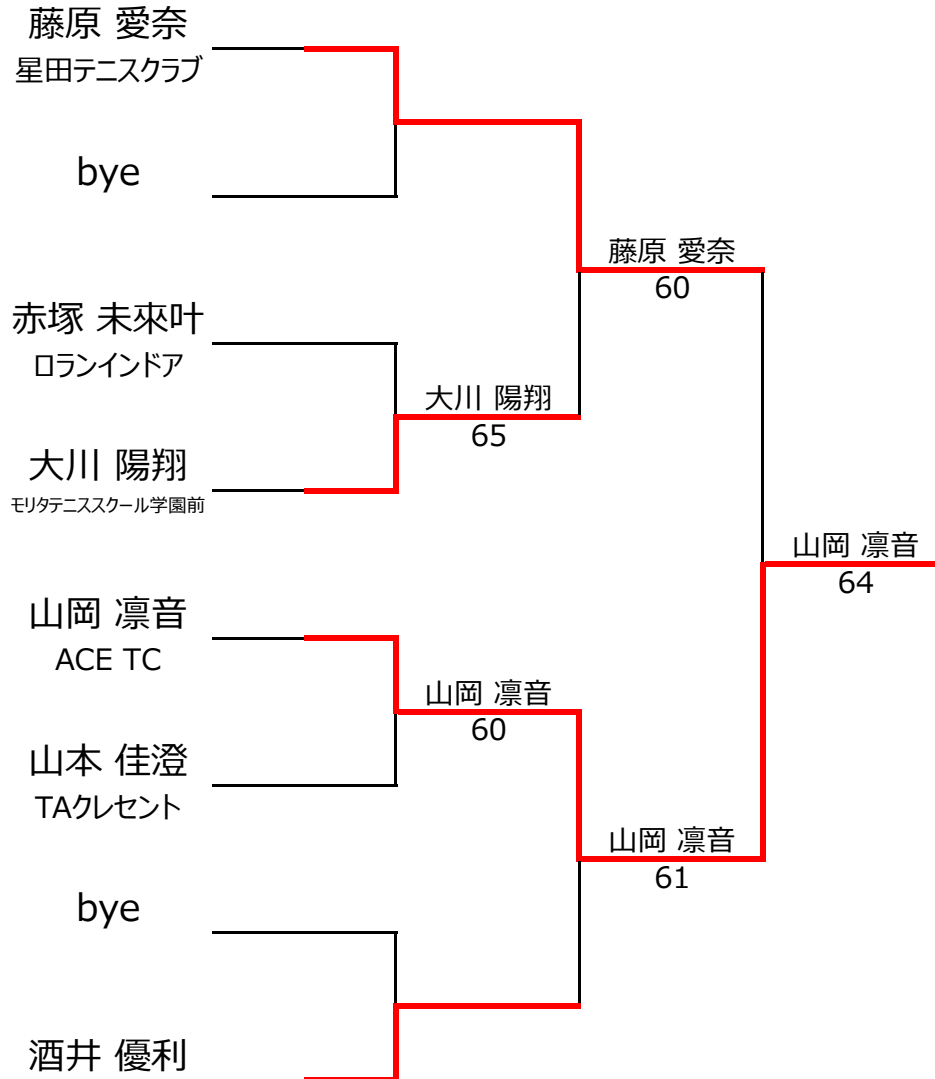 藤原 愛奈
星田テニスクラブ
bye
藤原 愛奈
60
赤塚 未來叶
ロランインドア
大川 陽翔
65
大川 陽翔
モリタテニススクール学園前
山岡 凛音
64
山岡 凛音
ACE TC
山岡 凛音
60
山本 佳澄
TAクレセント
山岡 凛音
61
bye
酒井 優利